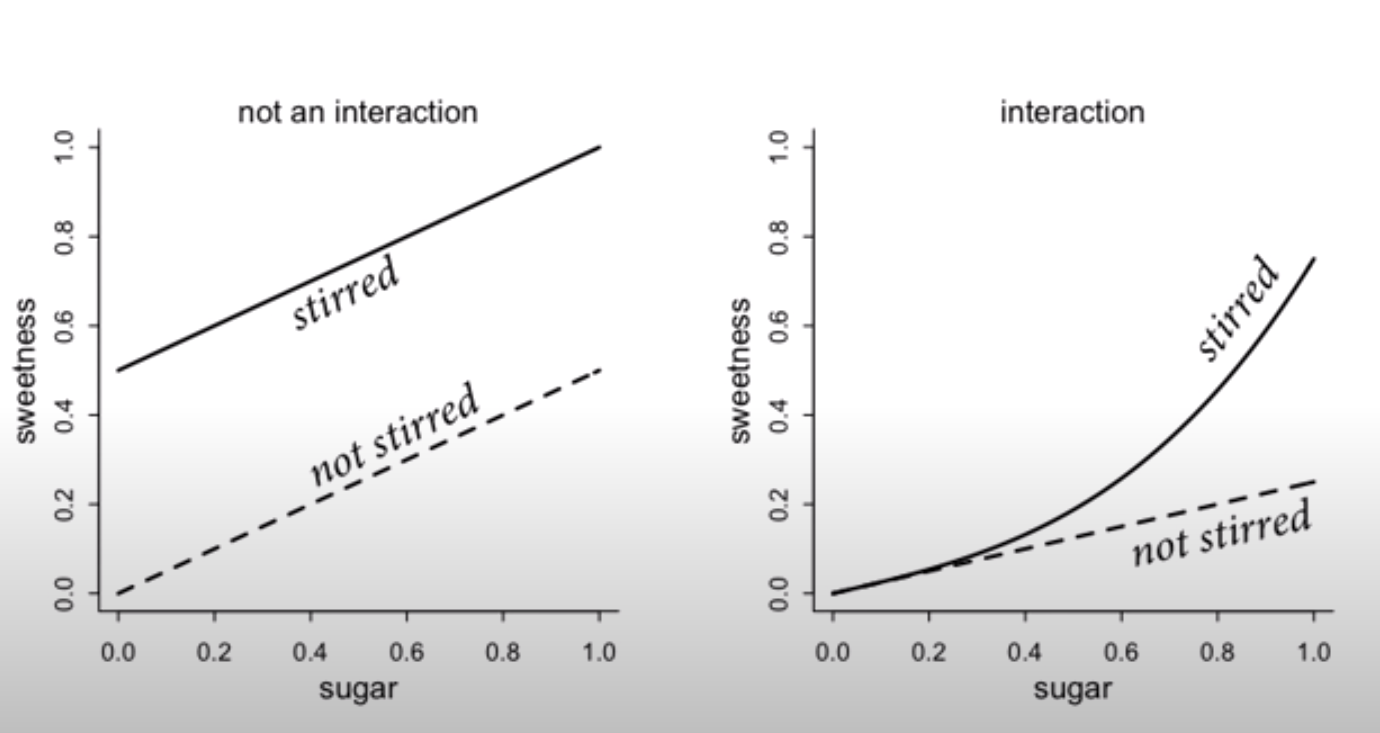 not an interaction
1.0
0.8
0.6
0.4
0.2
0.0
sweetness
stirred
not stirred
0.0 0.2 0.4 0.6 0.8 1.0
sugar
interaction
1.0
0.8
0.6
0.4
0.2
0.0
sweetness
stirred
not stirred
0.0 0.2 0.4 0.6 0.8 1.0
sugar